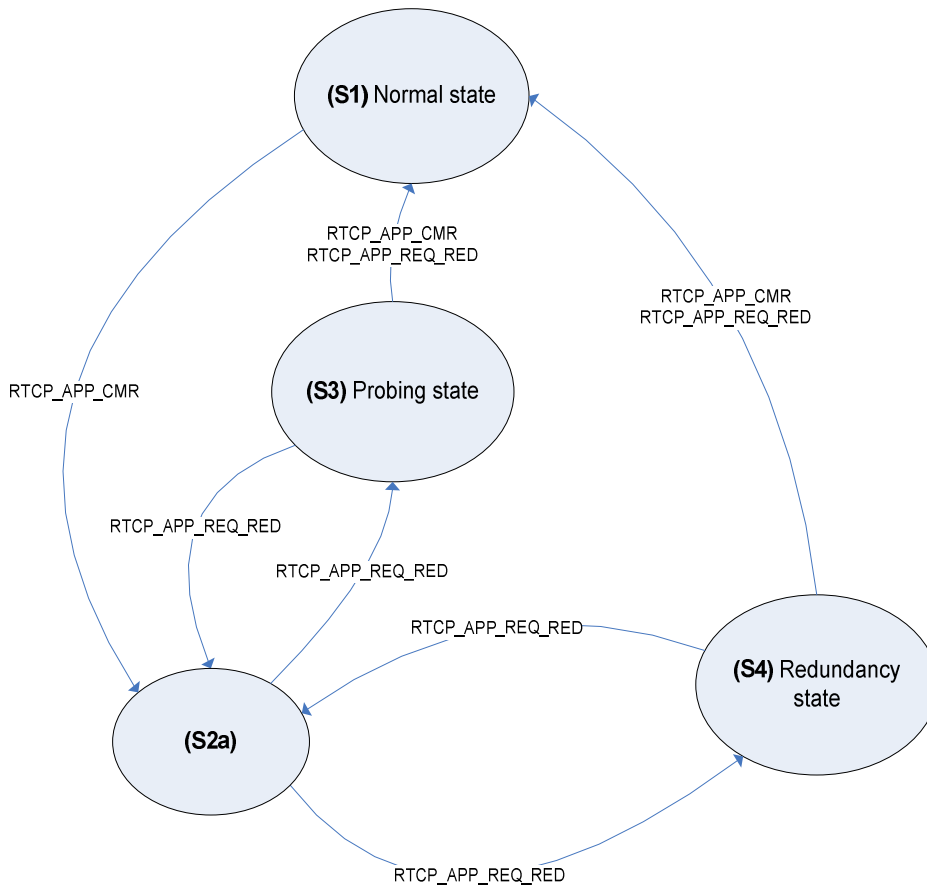 (S1) Normal state
RTCP_APP_CMR
RTCP_APP_REQ_RED
RTCP_APP_CMR
RTCP_APP_REQ_RED
RTCP_APP_CMR
(S3) Probing state
RTCP_APP_REQ_RED
RTCP_APP_REQ_RED
RTCP_APP_REQ_RED
(S4) Redundancy
state
(S2a)
RTCP_APP_REQ_RED